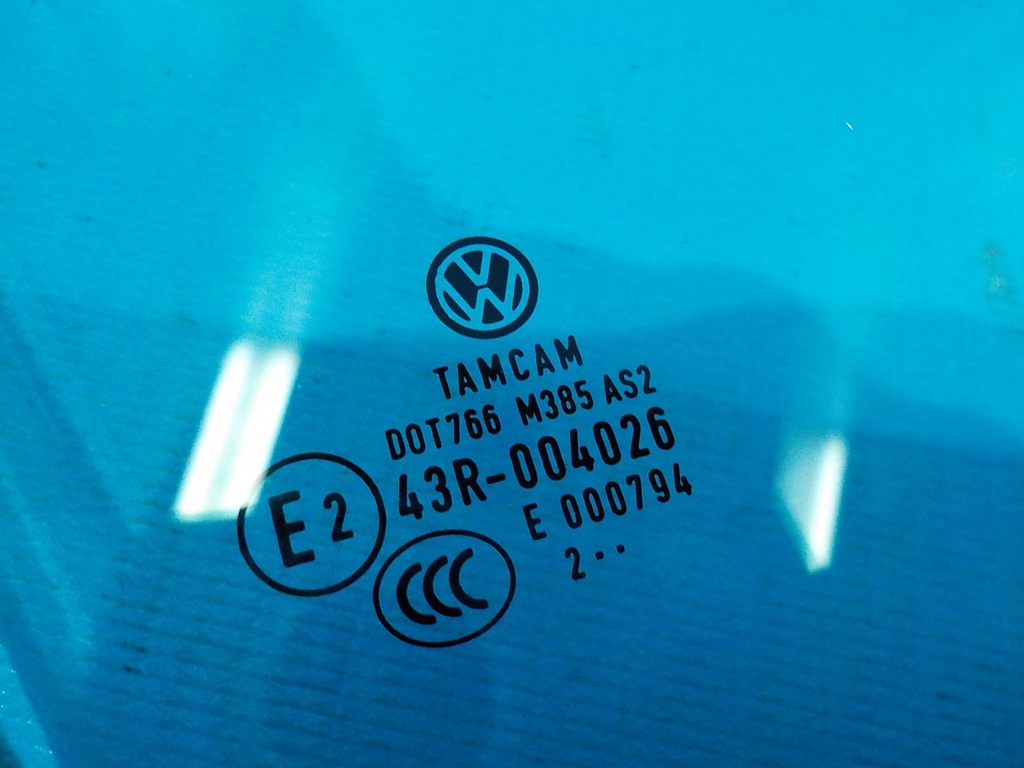 TAMCAM
DOT766 M385 AS2
43R-004026
E2
E 000794
CCC
2··